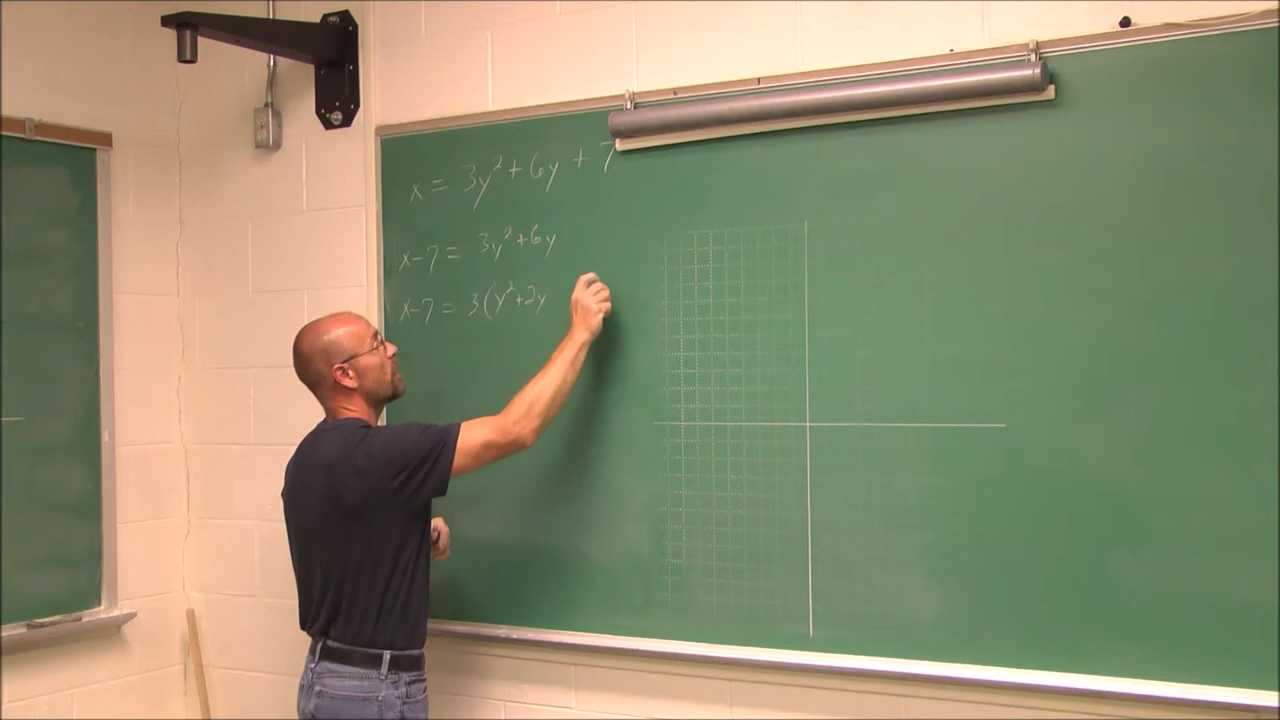 x = 3y² + 6y + 7
x - 7 = 3y² + 6y
x - 7 = 3(y² + 2y